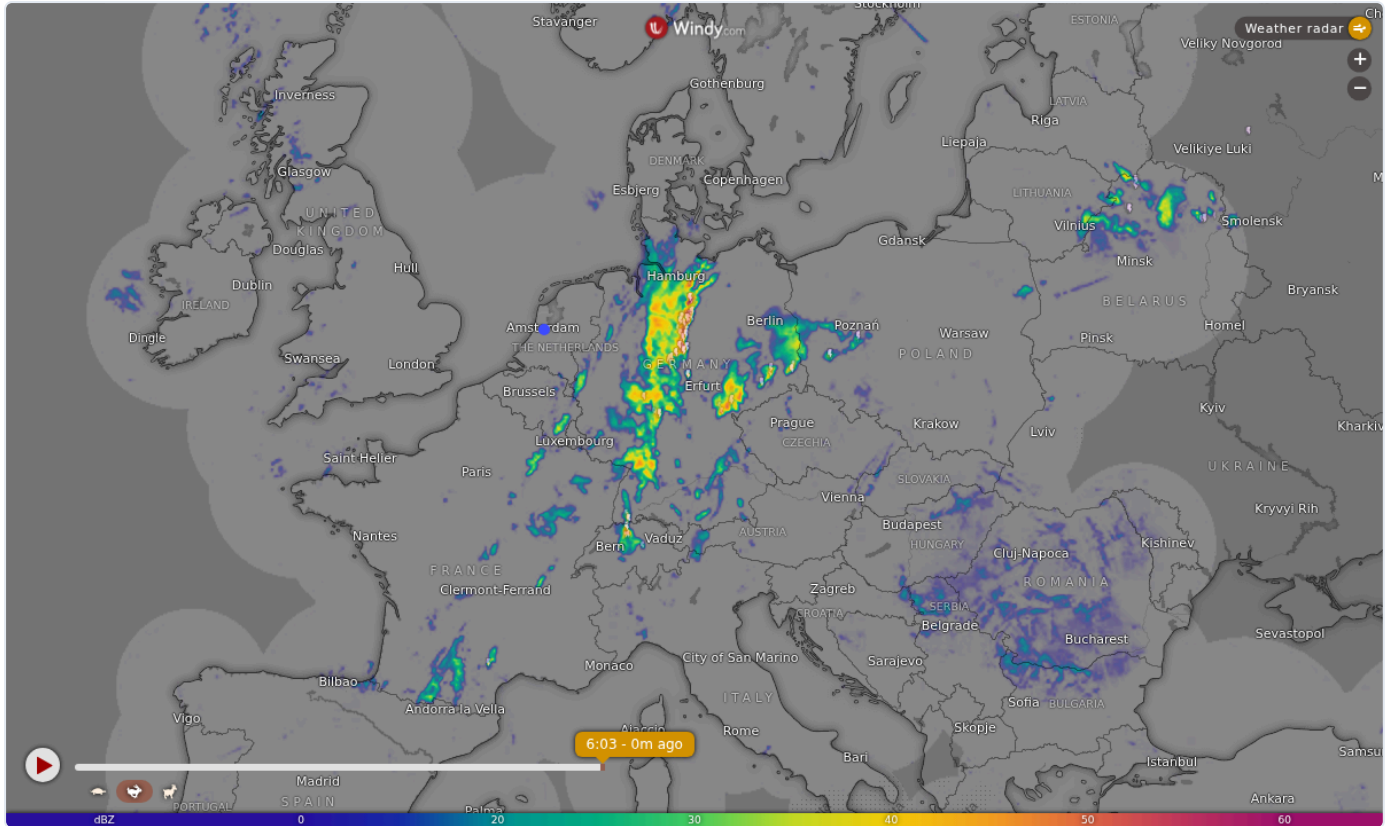 Stavanger
Stockholm
ESTONIA
Windy.com
Weather radar
Veliky Novgorod
Gothenburg
Inverness
LATVIA
Riga
Liepaja
Velikiye Luki
DENMARK
Glasgow
Esbjerg
Copenhagen
LITHUANIA
UNITED
KINGDOM
Vilnius
Smolensk
Douglas
Gdansk
Minsk
Hull
Hamburg
Dublin
Bryansk
IRELAND
BELARUS
Berlin
Poznań
Homel
Amsterdam
Warsaw
Dingle
Pinsk
THE NETHERLANDS
POLAND
Swansea
London
GERMANY
Erfurt
Brussels
Kyiv
Prague
Krakow
Lviv
Kharkiv
Luxembourg
CZECHIA
Saint Helier
Paris
UKRAINE
SLOVAKIA
Vienna
Kryvyi Rih
Budapest
Nantes
AUSTRIA
Vaduz
Bern
HUNGARY
Kishinev
Cluj-Napoca
FRANCE
ROMANIA
Clermont-Ferrand
Zagreb
SERBIA
CROATIA
Belgrade
Sevastopol
Bucharest
City of San Marino
Sarajevo
Monaco
Bilbao
ITALY
Sofia
BULGARIA
Andorra la Vella
Vigo
Ajaccio
Rome
Skopje
6:03 - 0m ago
Bari
Istanbul
Samsu
Madrid
SPAIN
PORTUGAL
Palma
Ankara
dBZ 0 20 30 40 50 60